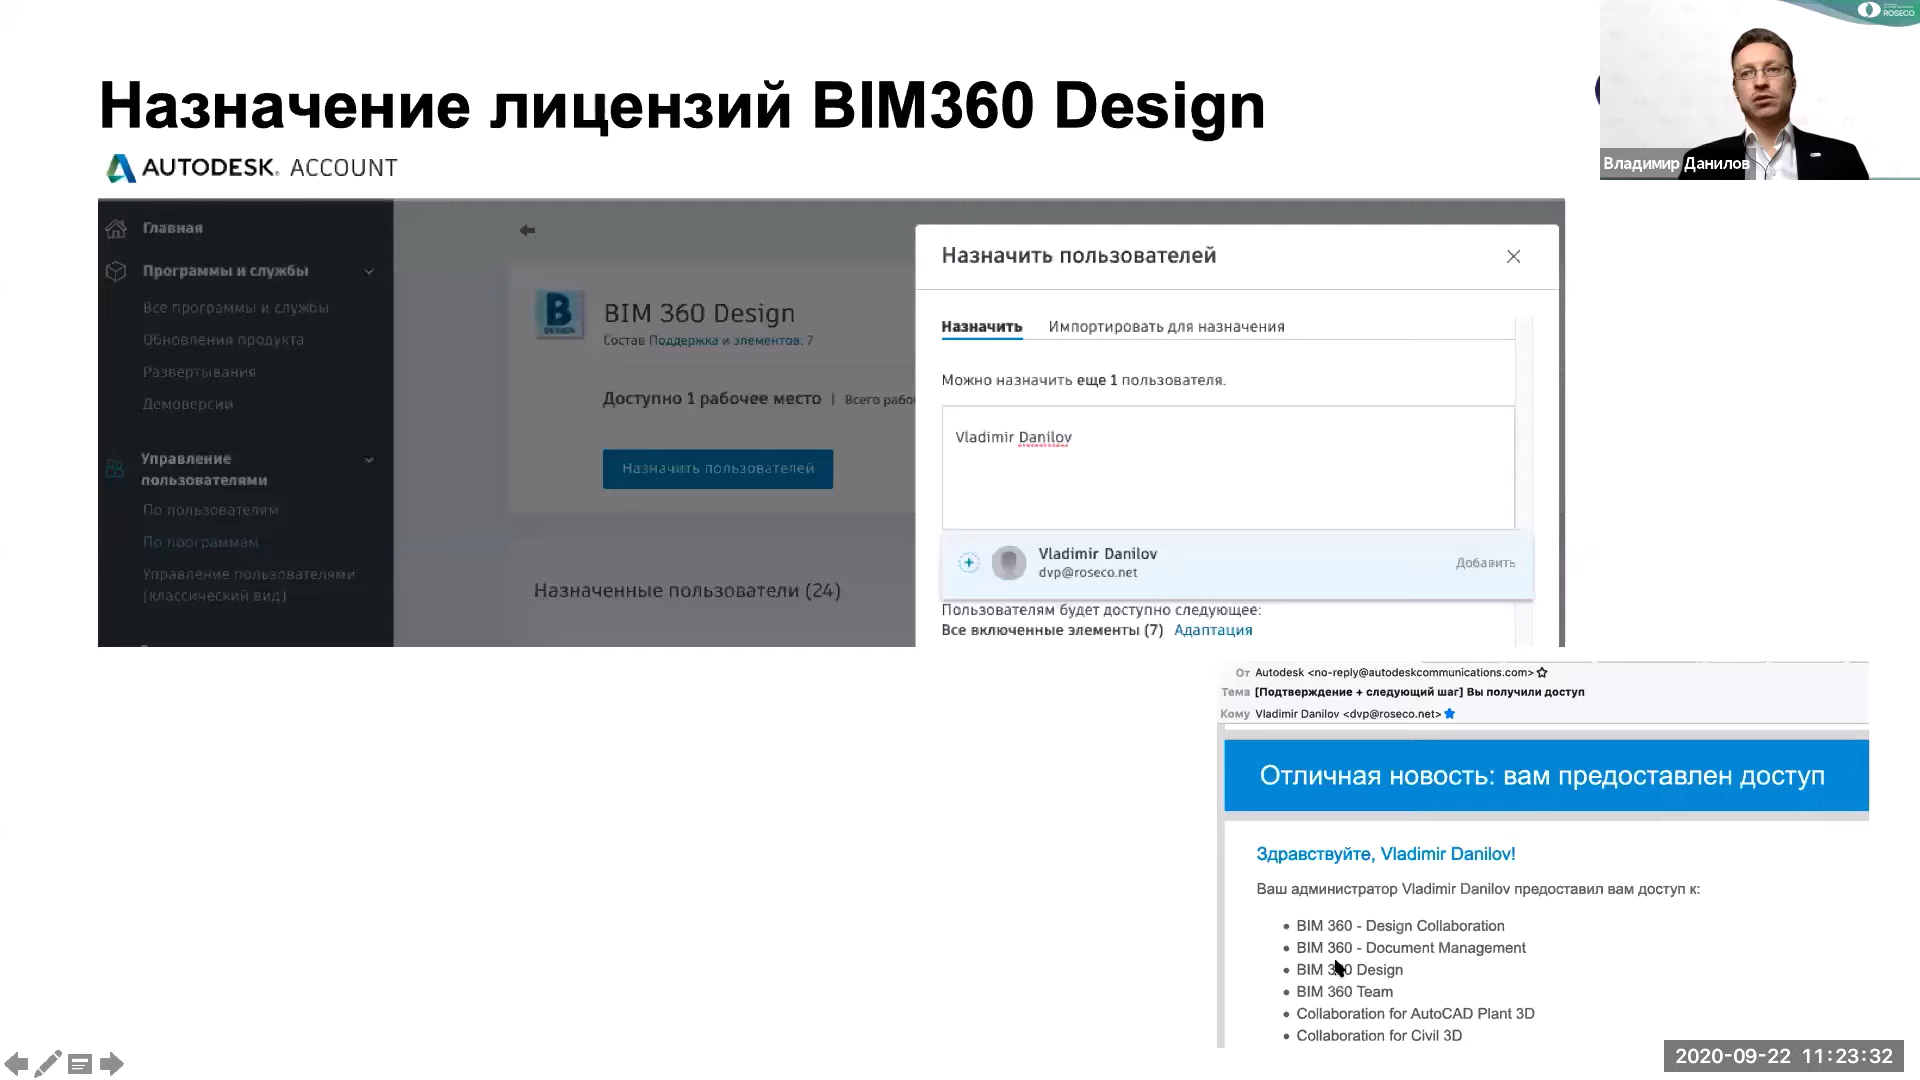 ROSECO
Назначение лицензий BIM360 Design
Владимир Данилов
AUTODESK. ACCOUNT
Главная
Программы и службы
Все программы и службы
Обновления продукта
Развертывания
Демоверсии
Управление
пользователями
По пользователям
По программам
Управление пользователями
(классический вид)
BIM 360 Design
Состав Поддержка и элементов: 7
Доступно 1 рабочее место | Всего рабо
Назначить пользователей
Назначенные пользователи (24)
Назначить пользователей
Назначить Импортировать для назначения
Можно назначить еще 1 пользователя.
Vladimir Danilov
Vladimir Danilov
dvp@roseco.net
Добавить
Пользователям будет доступно следующее:
Все включенные элементы (7) Адаптация
От Autodesk <no-reply@autodeskcommunications.com>
Тема [Подтверждение + следующий шаг] Вы получили доступ
Кому Vladimir Danilov <dvp@roseco.net>
Отличная новость: вам предоставлен доступ
Здравствуйте, Vladimir Danilov!
Ваш администратор Vladimir Danilov предоставил вам доступ к:
• BIM 360 - Design Collaboration
• BIM 360 - Document Management
• BIM 360 Design
• BIM 360 Team
• Collaboration for AutoCAD Plant 3D
• Collaboration for Civil 3D
2020-09-22 11:23:32